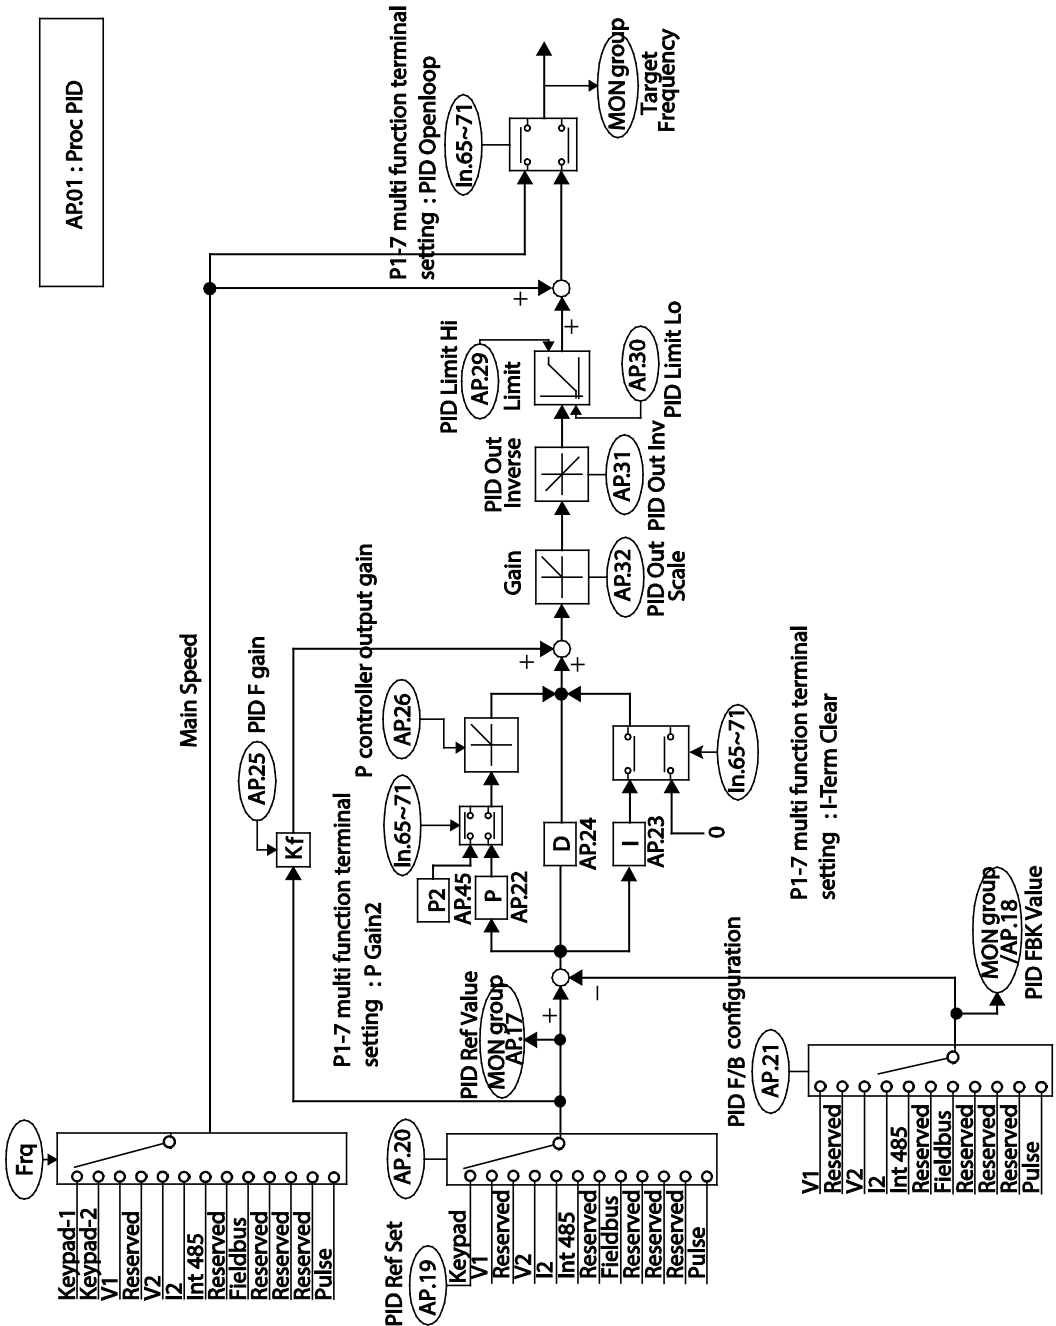 AP.01 : Proc PID
Frq
Keypad-1
Keypad-2
V1
Reserved
V2
I2
Int 485
Reserved
Fieldbus
Reserved
Reserved
Reserved
Pulse
Main Speed
AP.25
PID F gain
Kf
P1-7 multi function terminal
setting : PID Openloop
In.65~71
MON group
Target
Frequency
PID Ref Set
AP.19
AP.20
Keypad
V1
Reserved
V2
I2
Int 485
Reserved
Fieldbus
Reserved
Reserved
Reserved
Pulse
PID Ref Value
MON group
AP.17
+
−
P1-7 multi function terminal
setting : P Gain2
In.65~71
P2
AP.45
P
AP.22
P controller output gain
AP.26
D
AP.24
I
AP.23
0
In.65~71
P1-7 multi function terminal
setting : I-Term Clear
+
+
Gain
AP.32
PID Out
Scale
PID Out
Inverse
AP.31
PID Out Inv
PID Limit Hi
AP.29
Limit
AP.30
PID Limit Lo
+
+
PID F/B configuration
AP.21
V1
Reserved
V2
I2
Int 485
Reserved
Fieldbus
Reserved
Reserved
Reserved
Pulse
MON group
/AP.18
PID FBK Value